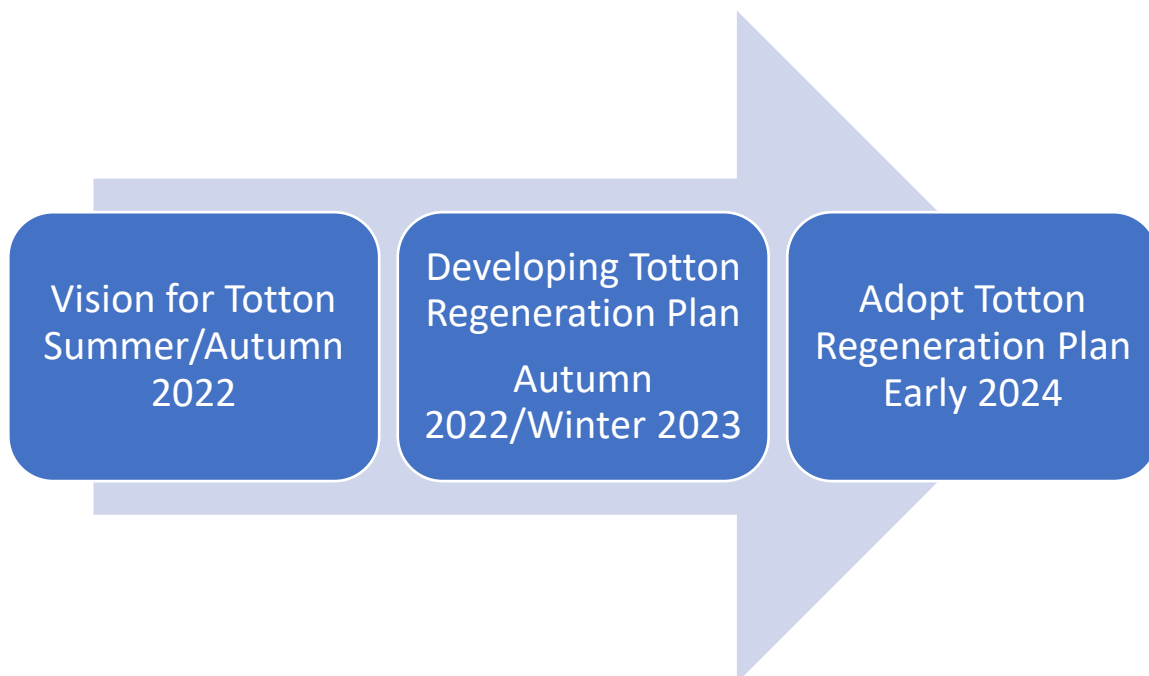 Vision for Totton
Summer/Autumn
2022
Developing Totton
Regeneration Plan
Autumn
2022/Winter 2023
Adopt Totton
Regeneration Plan
Early 2024